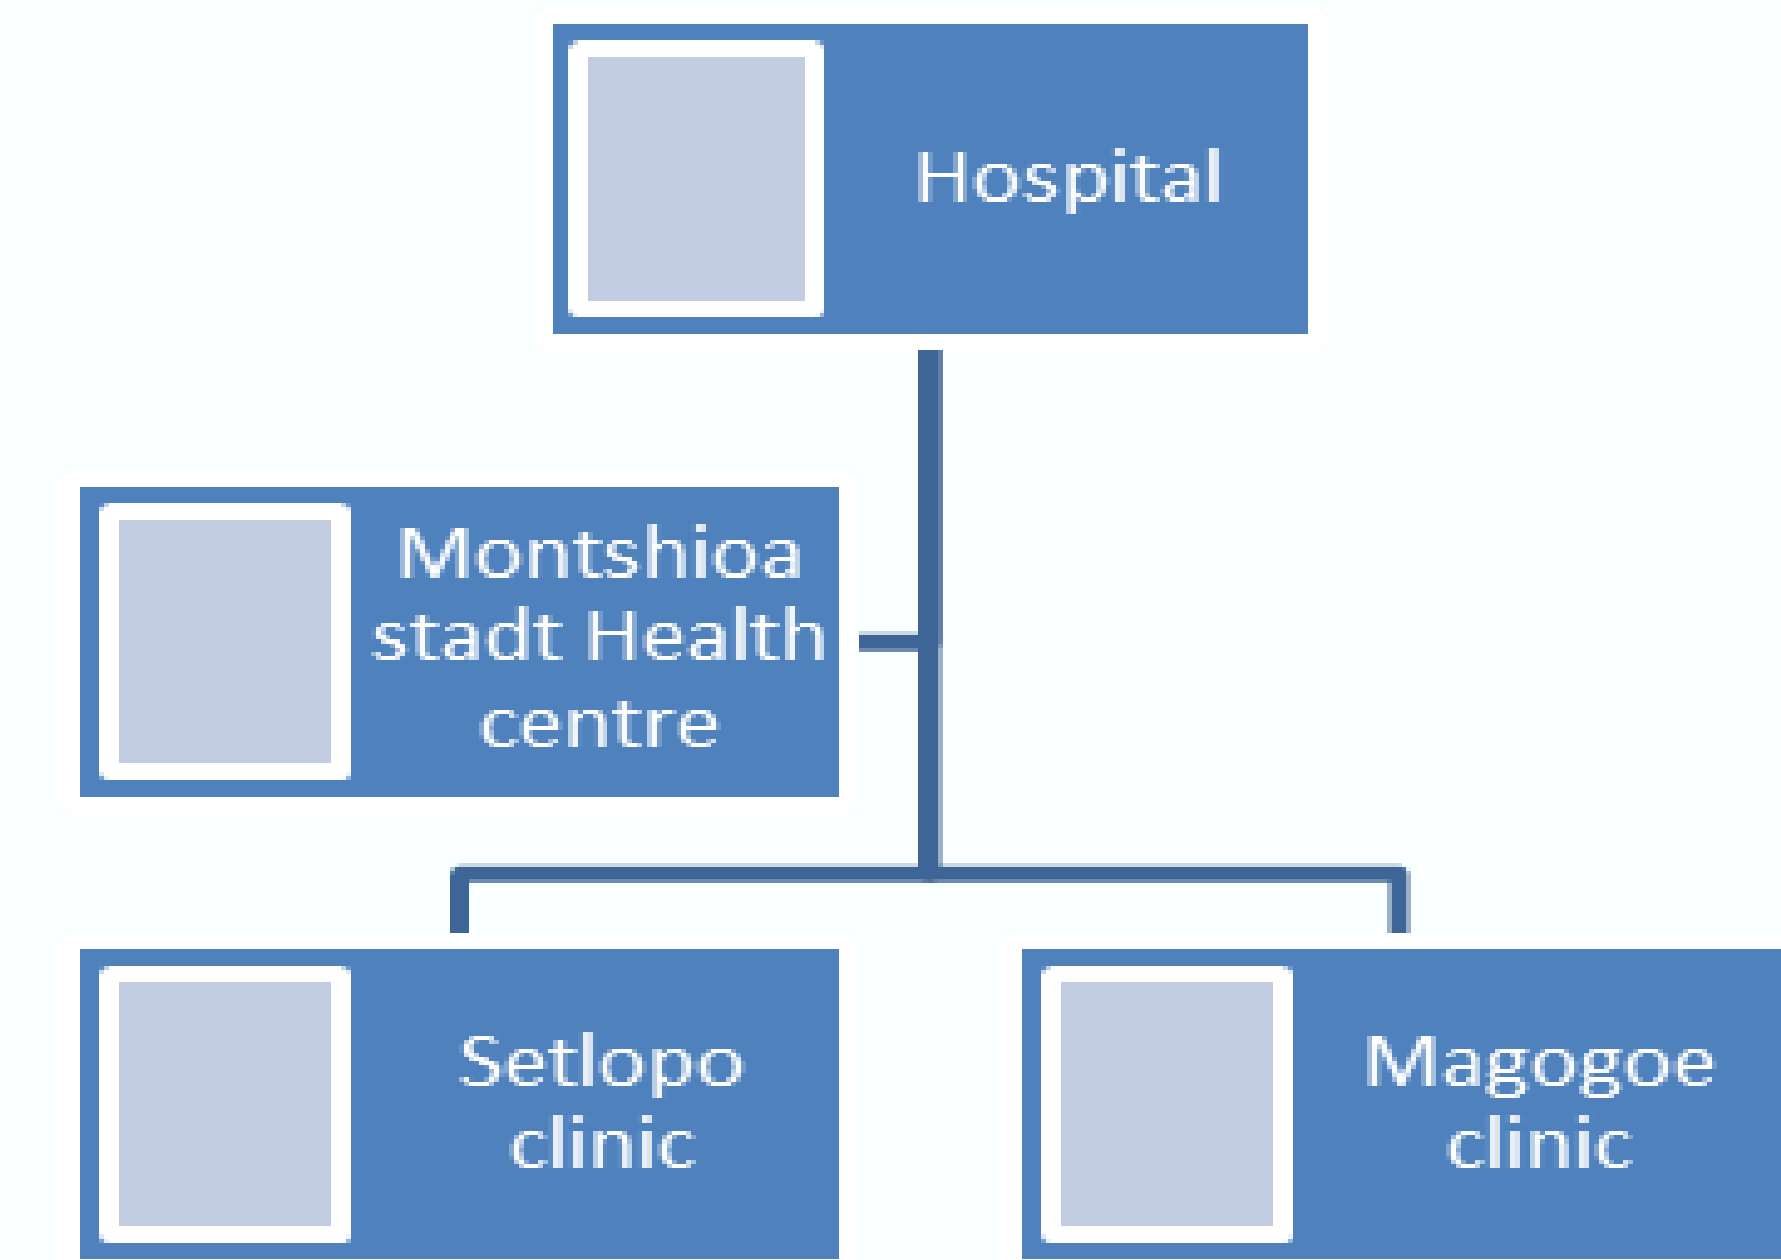 Hospital
Montshioa
stadt Health
centre
Setlopo
clinic
Magogoe
clinic